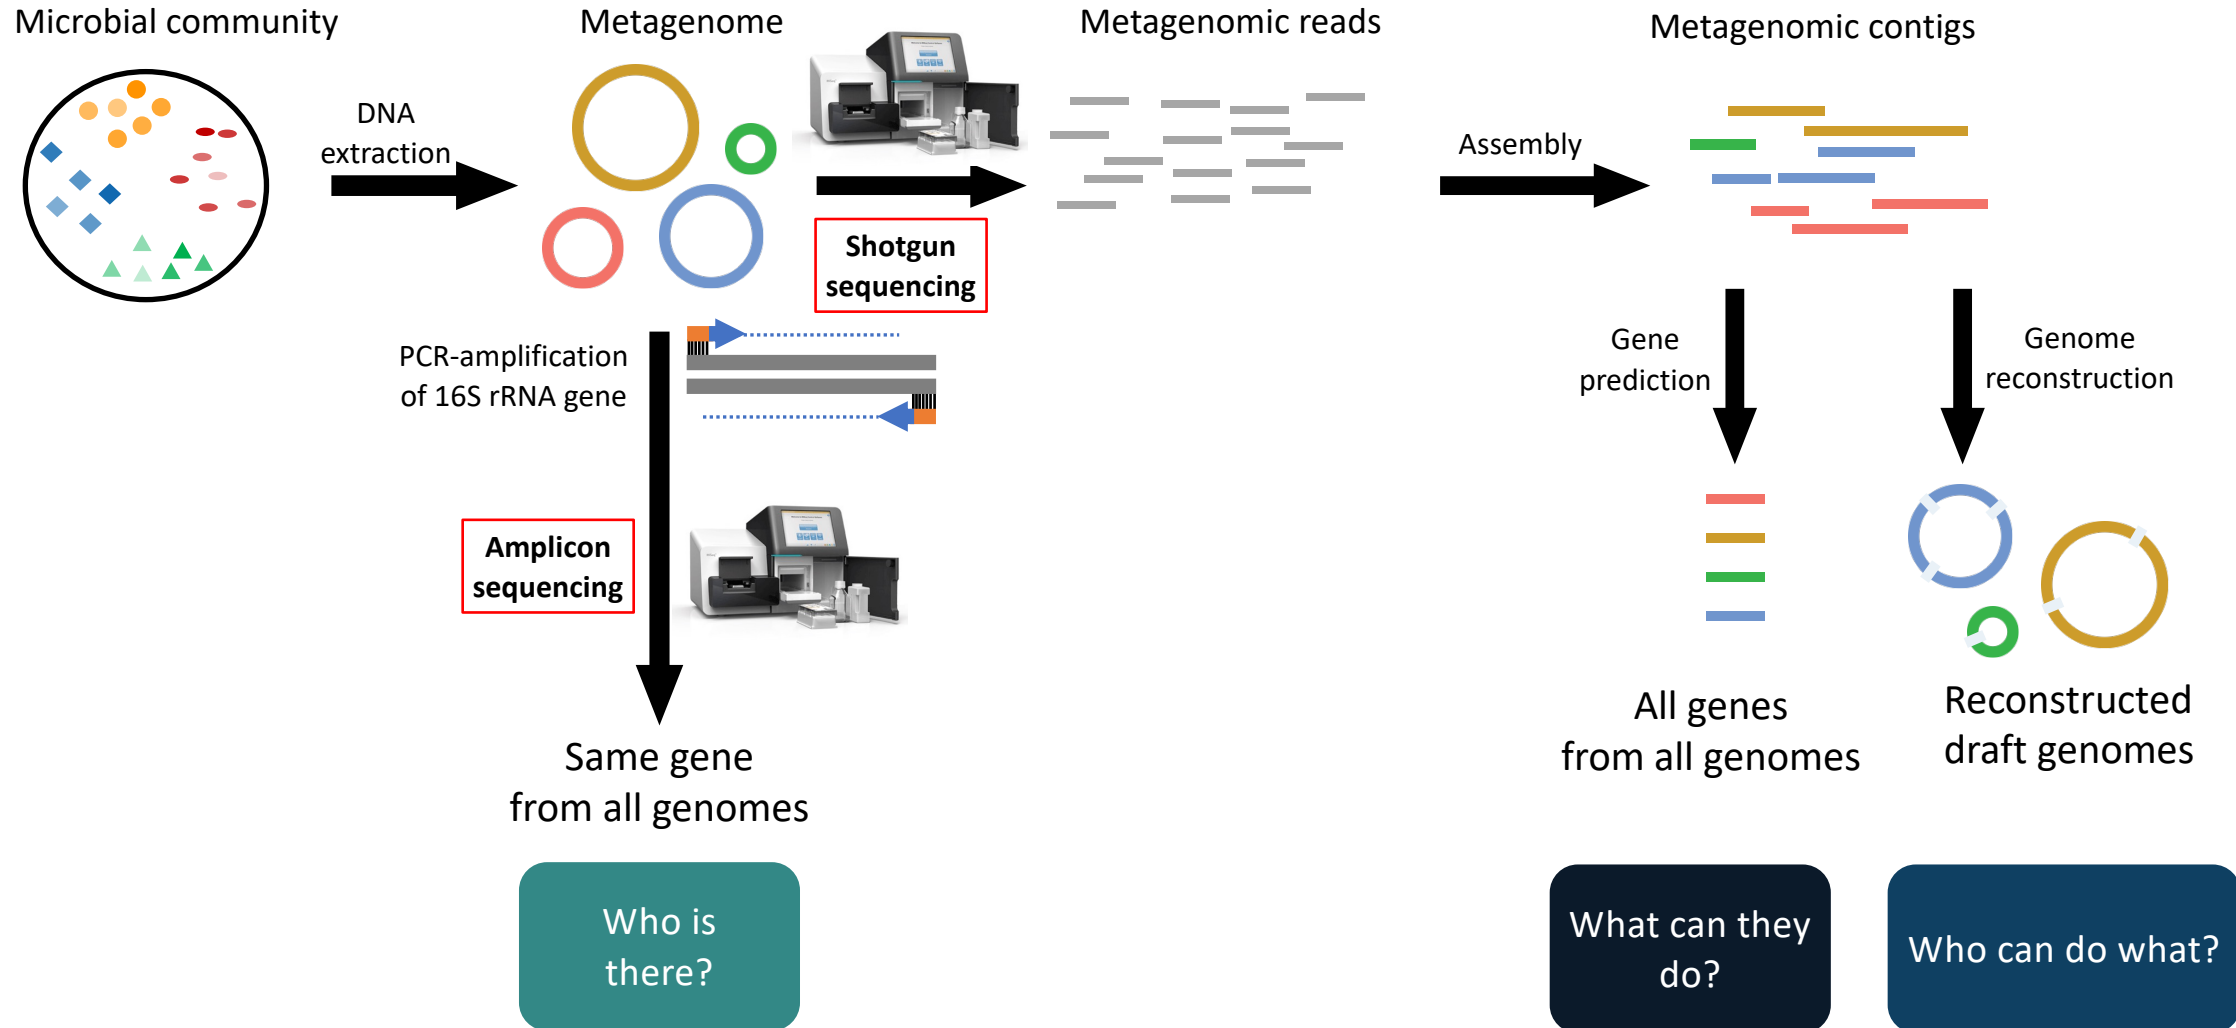 Microbial community
Metagenome
Metagenomic reads
Metagenomic contigs
DNA
extraction
Assembly
Shotgun
sequencing
PCR-amplification
of 16S rRNA gene
Gene
prediction
Genome
reconstruction
Amplicon
sequencing
Same gene
from all genomes
All genes
from all genomes
Reconstructed
draft genomes
Who is
there?
What can they
do?
Who can do what?